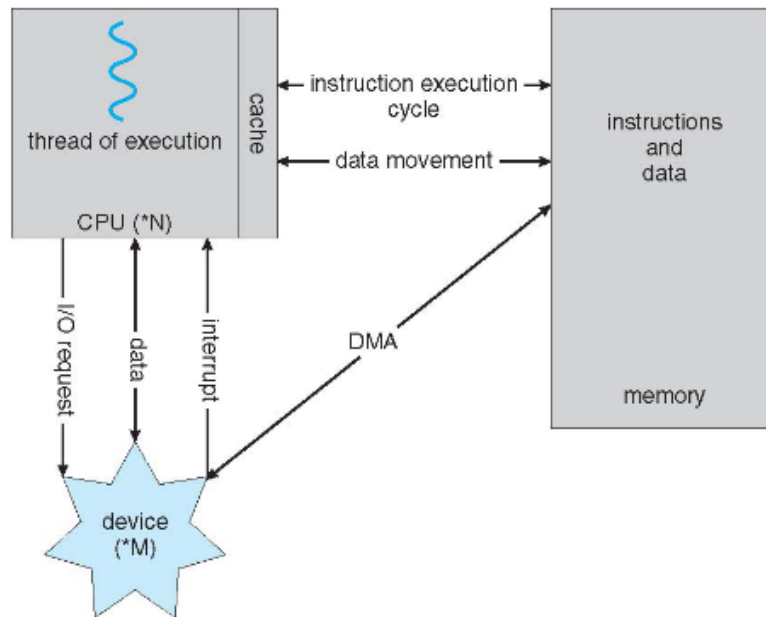 thread of execution
cache
CPU (*N)
instruction execution
cycle
data movement
instructions
and
data
memory
I/O request
data
interrupt
DMA
device
(*M)